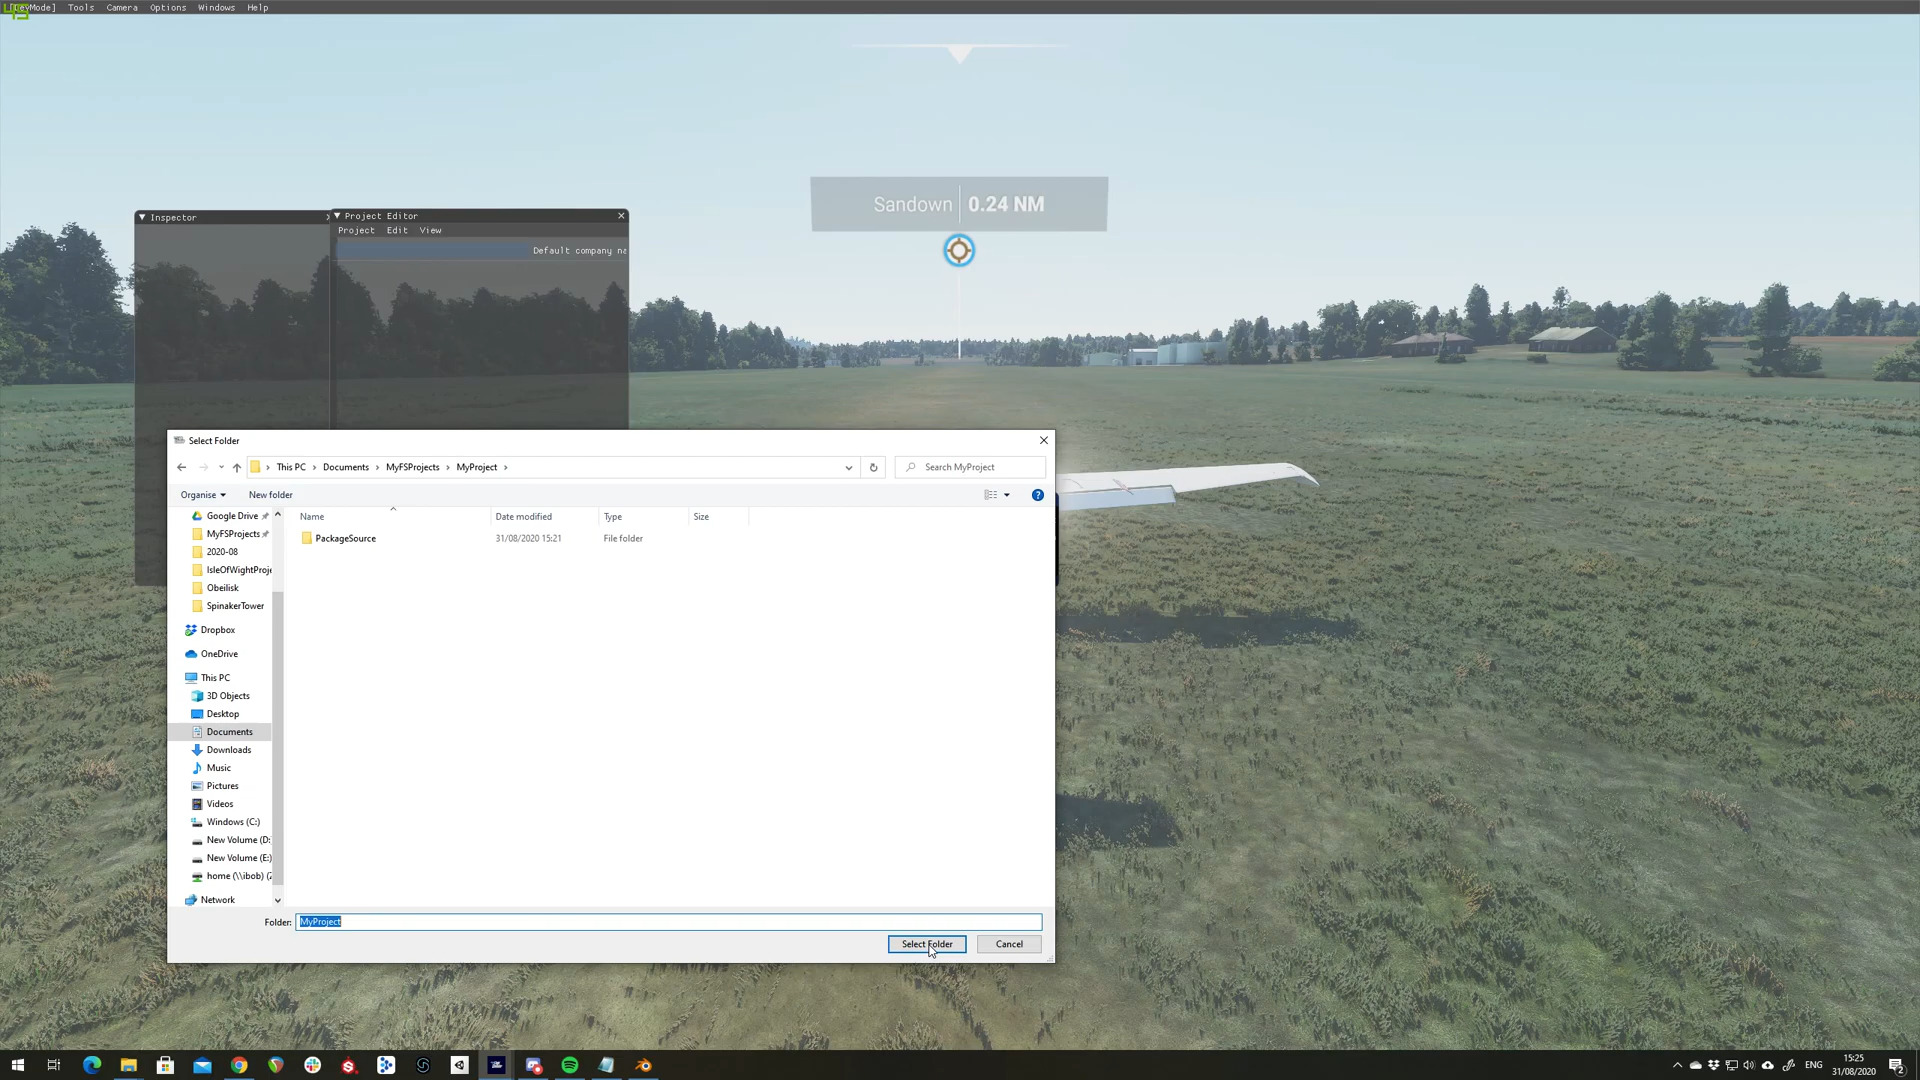 [DevMode] Tools Camera Options Windows Help
Sandown 0.24 NM
Inspector
Project Editor
Project Edit View
Default company na
Select Folder
This PC > Documents > MyFSProjects > MyProject >
Search MyProject
Organise New folder
Name Date modified Type Size
PackageSource 31/08/2020 15:21 File folder
Google Drive
MyFSProjects
2020-08
IsleOfWightProje
Obeilisk
SpinakerTower
Dropbox
OneDrive
This PC
3D Objects
Desktop
Documents
Downloads
Music
Pictures
Videos
Windows (C:)
New Volume (D:
New Volume (E:)
home (\\ibob) (Z
Network
Folder: MyProject
Select Folder Cancel
ENG
15:25
31/08/2020
2